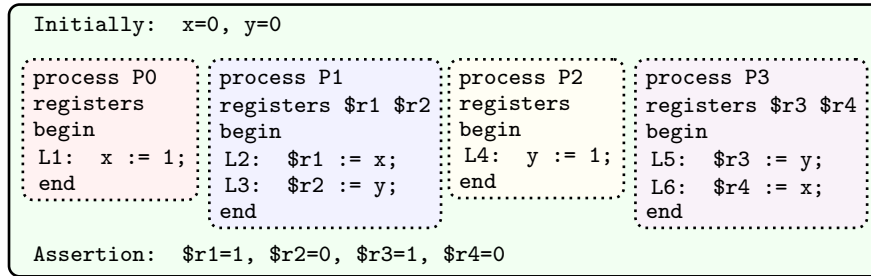 Initially: x=0, y=0
process P0
registers
begin
L1: x := 1;
end
process P1
registers $r1 $r2
begin
L2: $r1 := x;
L3: $r2 := y;
end
process P2
registers
begin
L4: y := 1;
end
process P3
registers $r3 $r4
begin
L5: $r3 := y;
L6: $r4 := x;
end
Assertion: $r1=1, $r2=0, $r3=1, $r4=0